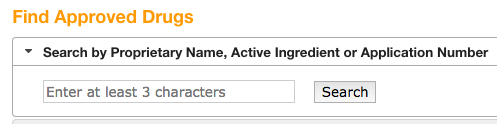 Find Approved Drugs
Search by Proprietary Name, Active Ingredient or Application Number
Enter at least 3 characters Search